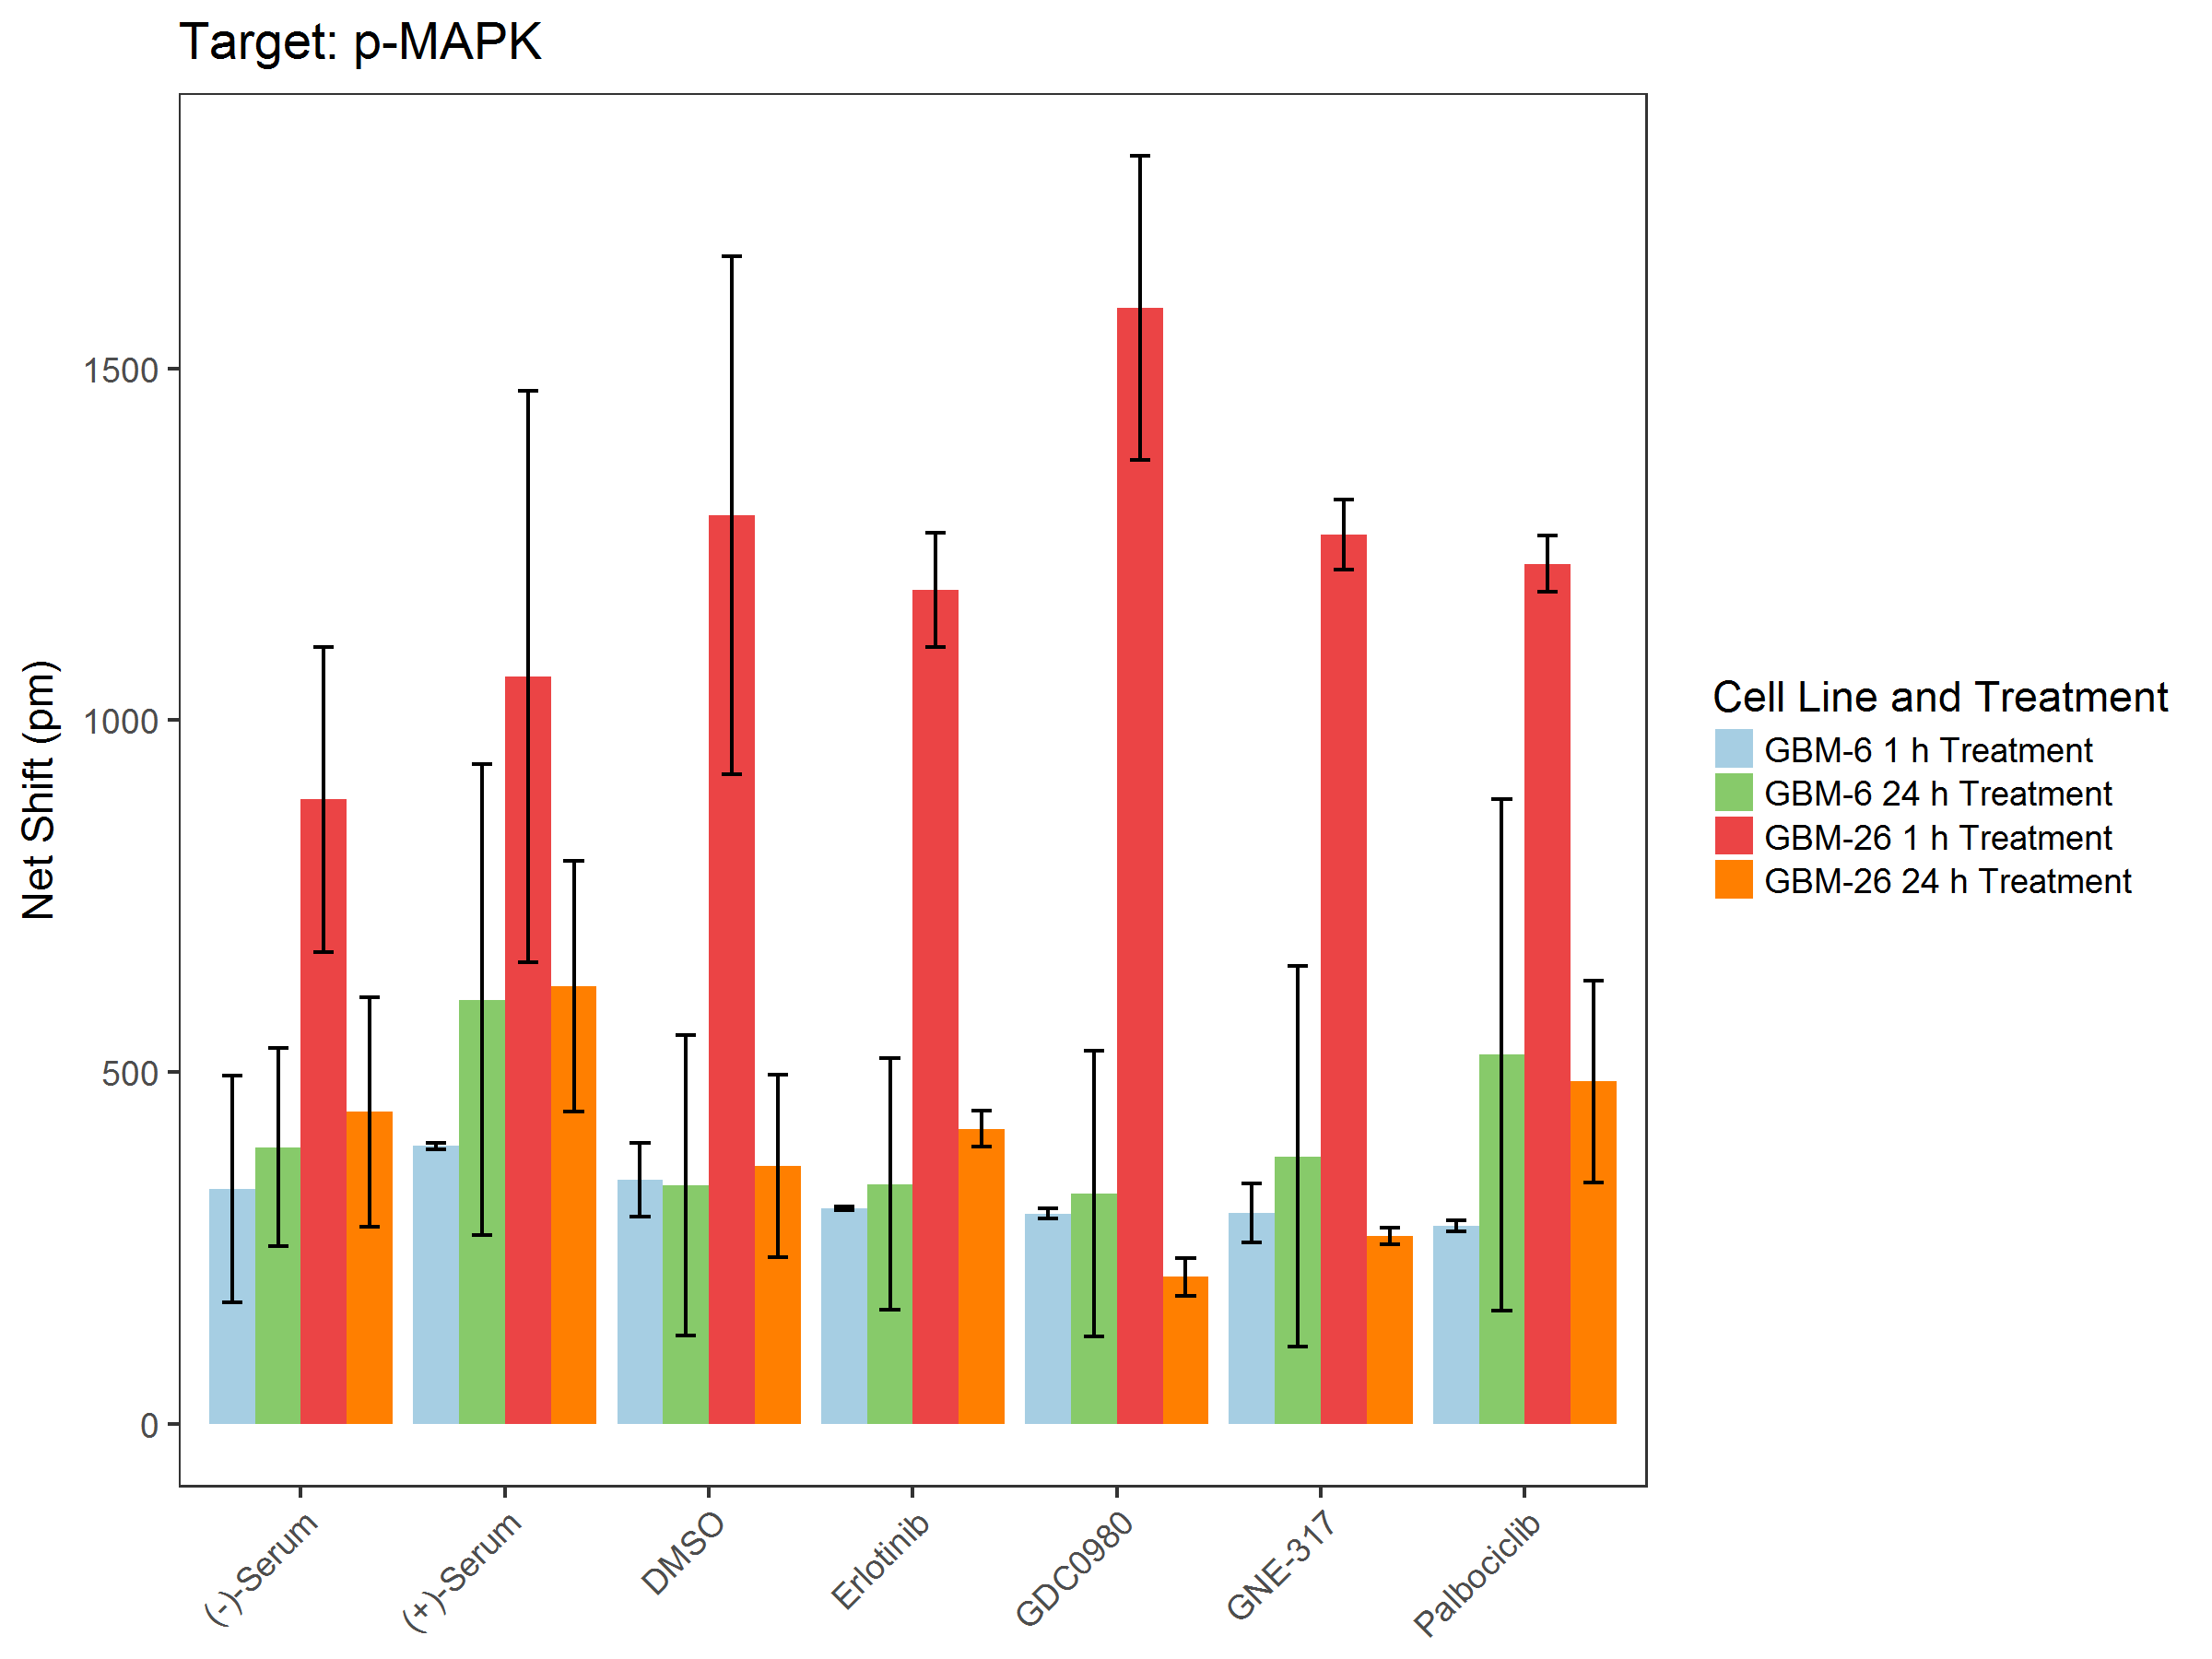 Target: p-MAPK
Net Shift (pm)
1500
1000
500
0
(-)-Serum
(+)-Serum
DMSO
Erlotinib
GDC0980
GNE-317
Palbociclib
Cell Line and Treatment
GBM-6 1 h Treatment
GBM-6 24 h Treatment
GBM-26 1 h Treatment
GBM-26 24 h Treatment